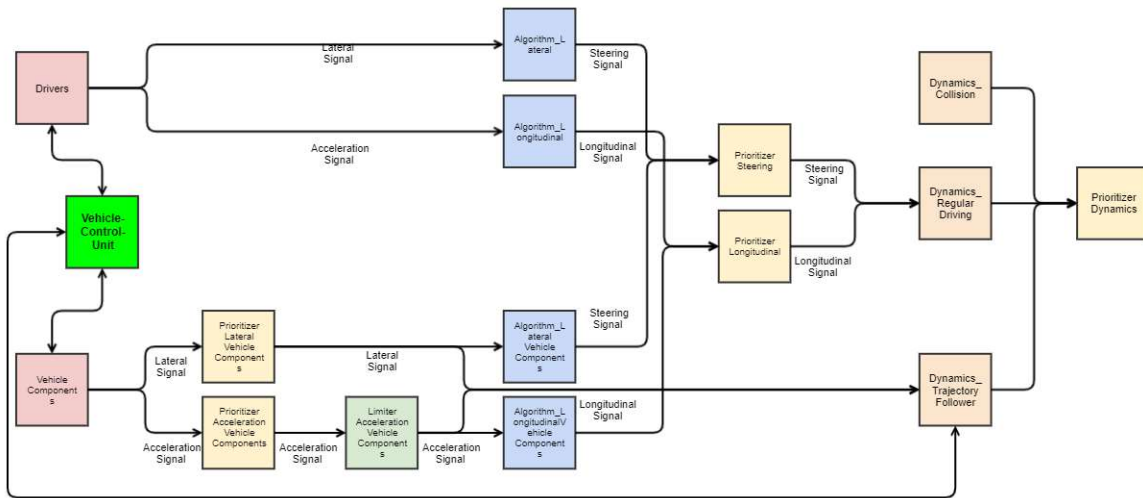 Drivers
Lateral
Signal
Algorithm_L
ateral
Steering
Signal
Acceleration
Signal
Algorithm_L
ongitudinal
Longitudinal
Signal
Vehicle-
Control-
Unit
Prioritizer
Steering
Steering
Signal
Prioritizer
Longitudinal
Longitudinal
Signal
Dynamics_
Collision
Dynamics_
Regular
Driving
Prioritizer
Dynamics
Vehicle
Component
s
Lateral
Signal
Prioritizer
Lateral
Vehicle
Component
s
Lateral
Signal
Algorithm_L
ateral
Vehicle
Component
s
Steering
Signal
Acceleration
Signal
Prioritizer
Acceleration
Vehicle
Components
Acceleration
Signal
Limiter
Acceleration
Vehicle
Component
s
Acceleration
Signal
Algorithm_L
ongitudinalV
ehicle
Component
s
Longitudinal
Signal
Dynamics_
Trajectory
Follower